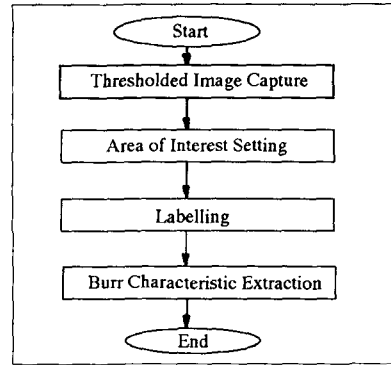 Start
Thresholded Image Capture
Area of Interest Setting
Labelling
Burr Characteristic Extraction
End